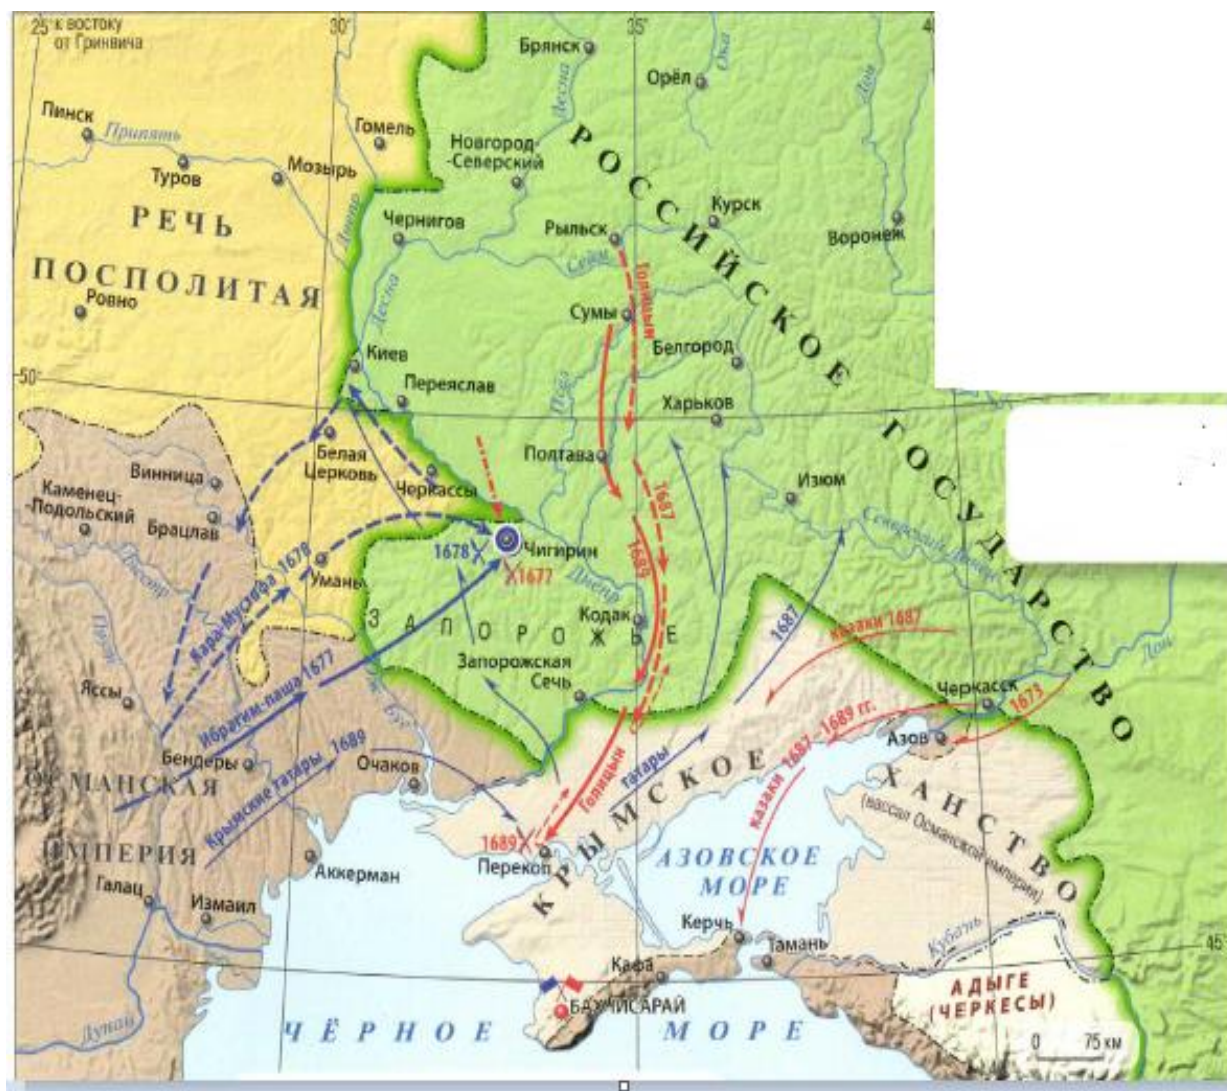 25° к востоку
от Гринвича
30°
35°
40
Брянск
Орёл
Ока
Дон
Десна
Пинск
Припять
Гомель
Новгород-
-Северский
Туров
Мозырь
РЕЧЬ
ПОСПОЛИТАЯ
РОССИЙСКОЕ ГОСУДАРСТВО
Днепр
Чернигов
Рыльск
Курск
Воронеж
Сейм
Десна
Голицын
Ровно
Сумы
Белгород
Киев
50°
Переяслав
Харьков
Винница
Белая
Церковь
Полтава
Черкассы
Изюм
Каменец-
-Подольский
Брацлав
1687
Северский Донец
Кара-Мустафа 1678
Умань
1678
Чигирин
1677
1689
Днепр
Кодак
ЗАПОРОЖЬЕ
1687
казаки 1687
Дон
Запорожская
Сечь
Яссы
Ибрагим-паша 1677
Буг
Черкасск
1673
Азов
Бендеры
Очаков
ОСМАНСКАЯ
ИМПЕРИЯ
Крымские татары 1689
татары
Голицын
казаки 1687-1689 гг.
КРЫМСКОЕ ХАНСТВО
(вассал Османской империи)
1689
Перекоп
АЗОВСКОЕ
МОРЕ
Аккерман
Галац
Измаил
Керчь
Тамань
Кубань
45°
Кафа
АДЫГЕ
(ЧЕРКЕСЫ)
БАХЧИСАРАЙ
Дунай
ЧЁРНОЕ МОРЕ
0 75 км